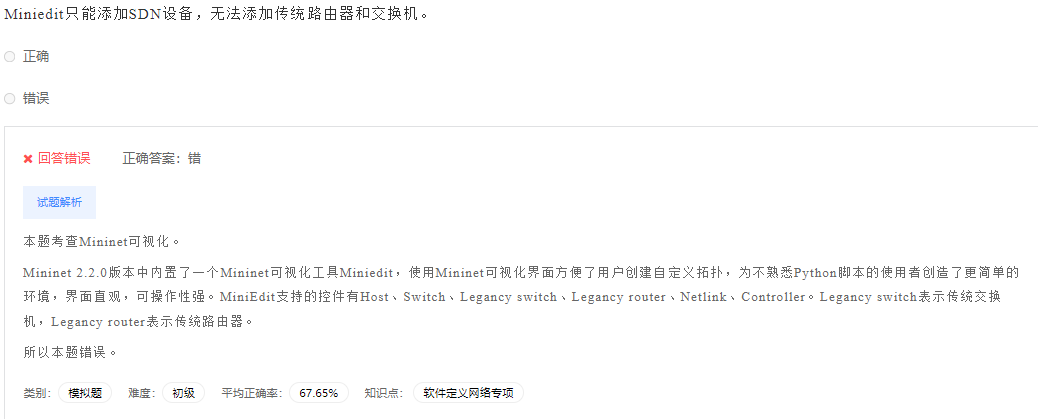 Miniedit只能添加SDN设备，无法添加传统路由器和交换机。
正确
错误
回答错误 正确答案：错
试题解析
本题考查Mininet可视化。
Mininet 2.2.0版本中内置了一个Mininet可视化工具Miniedit，使用Mininet可视化界面方便了用户创建自定义拓扑，为不熟悉Python脚本的使用者创造了更简单的
环境，界面直观，可操作性强。MiniEdit支持的控件有Host、Switch、Legancy switch、Legancy router、Netlink、Controller。Legancy switch表示传统交换
机，Legancy router表示传统路由器。
所以本题错误。
类别： 模拟题 难度： 初级 平均正确率： 67.65% 知识点： 软件定义网络专项